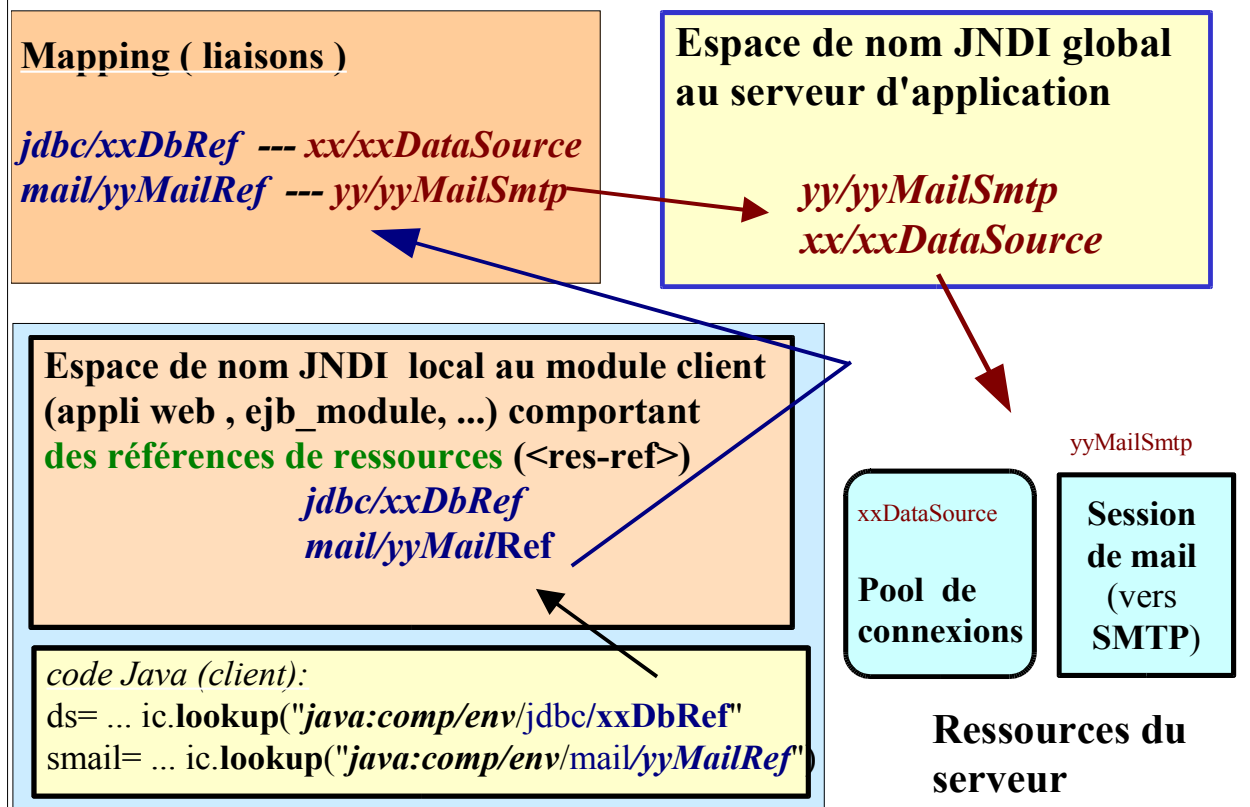 Mapping ( liaisons )
jdbc/xxDbRef --- xx/xxDataSource
mail/yyMailRef --- yy/yyMailSmtp
Espace de nom JNDI global
au serveur d'application
yy/yyMailSmtp
xx/xxDataSource
Espace de nom JNDI local au module client
(appli web , ejb_module, ...) comportant
des références de ressources (<res-ref>)
jdbc/xxDbRef
mail/yyMailRef
code Java (client):
ds= ... ic.lookup("java:comp/env/jdbc/xxDbRef"
smail= ... ic.lookup("java:comp/env/mail/yyMailRef")
xxDataSource
Pool de
connexions
yyMailSmtp
Session
de mail
(vers
SMTP)
Ressources du
serveur